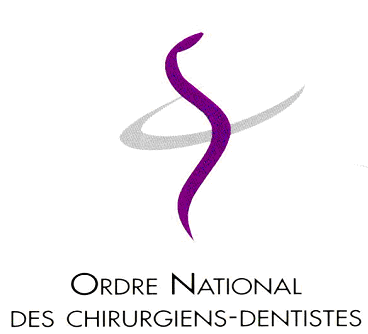 ORDRE NATIONAL
DES CHIRURGIENS-DENTISTES